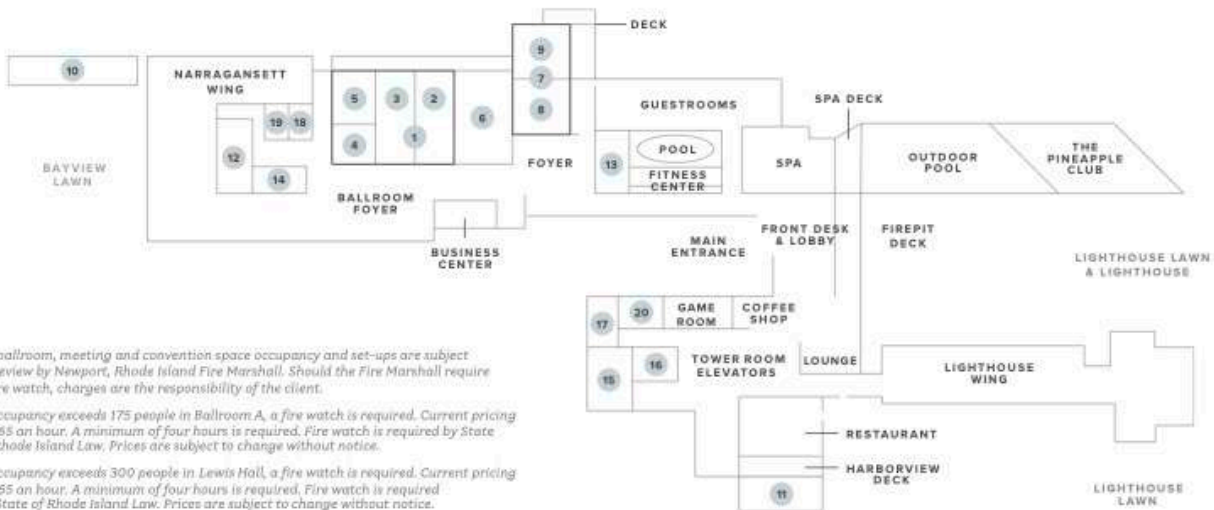 DECK
9
10
NARRAGANSETT
WING
5
3
2
7
6
8
19
18
1
4
12
14
BAYVIEW
LAWN
BALLROOM
FOYER
FOYER
BUSINESS
CENTER
GUESTROOMS
POOL
13
FITNESS
CENTER
SPA DECK
SPA
OUTDOOR
POOL
THE
PINEAPPLE
CLUB
MAIN
ENTRANCE
FRONT DESK
& LOBBY
FIREPIT
DECK
LIGHTHOUSE LAWN
& LIGHTHOUSE
17
20
GAME
ROOM
COFFEE
SHOP
15
16
TOWER ROOM
ELEVATORS
LOUNGE
LIGHTHOUSE
WING
RESTAURANT
HARBORVIEW
DECK
11
LIGHTHOUSE
LAWN
ballroom, meeting and convention space occupancy and set-ups are subject
eview by Newport, Rhode Island Fire Marshall. Should the Fire Marshall require
re watch, charges are the responsibility of the client.
ccupancy exceeds 175 people in Ballroom A, a fire watch is required. Current pricing
65 an hour. A minimum of four hours is required. Fire watch is required by State
Rhode Island Law. Prices are subject to change without notice.
ccupancy exceeds 300 people in Lewis Hall, a fire watch is required. Current pricing
65 an hour. A minimum of four hours is required. Fire watch is required
State of Rhode Island Law. Prices are subject to change without notice.